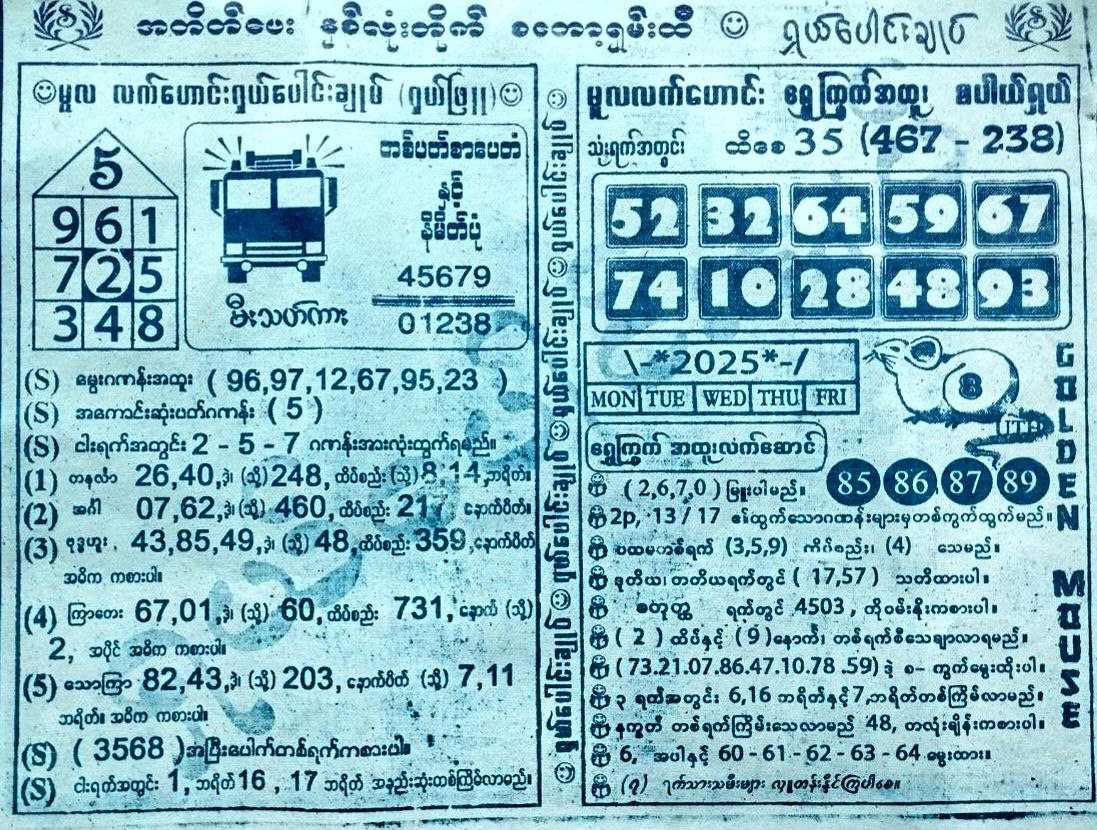 အတိတ်ပေး နှစ်လုံးတိုက် စကော့ရှမ်းထီ ရှယ်ပေါင်းချုပ်
မူလ လက်ဟောင်းရှယ်ပေါင်းချုပ် (ရှယ်ဖြူ)
5
9 6 1
7 2 5
3 4 8
တစ်ပတ်စာပေတံ
နှင့်
နိမိတ်ပုံ
45679
01238
မီးသတ်ကား
(S) မွေးဂဏန်းအထူး ( 96,97,12,67,95,23 )
(S) အကောင်းဆုံးပတ်ဂဏန်း ( 5 )
(S) ငါးရက်အတွင်း 2 - 5 - 7 ဂဏန်းအားလုံးထွက်ရမည်။
(1) တနင်္လာ 26,40,ဒဲ့၊ (သို့) 248, ထိပ်စည်း (သို့) 8,14,ဘရိတ်။
(2) အင်္ဂါ 07,62,ဒဲ့၊ (သို့) 460, ထိပ်စည်း 217 နောက်ပိတ်။
(3) ဗုဒ္ဓဟူး, 43,85,49,ဒဲ့၊ (သို့) 48,ထိပ်စည်း 359,နောက်ပိတ်
အဓိက ကစားပါ။
(4) ကြာတေး 67,01,ဒဲ့၊ (သို့) 60,ထိပ်စည်း 731, နောက် (သို့)
2, အပိုင် အဓိက ကစားပါ။
(5) သောကြာ 82,43,ဒဲ့၊ (သို့) 203, နောက်ပိတ် (သို့) 7,11
ဘရိတ်။ အဓိက ကစားပါ။
(S) ( 3568 )အပြီးပေါက်တစ်ရက်ကစားပါ။
(S) ငါးရက်အတွင်း 1, ဘရိတ် 16 , 17 ဘရိတ် အနည်းဆုံးတစ်ကြိမ်လာမည်။
ရှယ်ပေါင်းချုပ် ရှယ်ပေါင်းချုပ် ရှယ်ပေါင်းချုပ် ရှယ်ပေါင်းချုပ်
မူလလက်ဟောင်း ရွှေကြွက်အထူး ပေါယ်ရှယ်
သုံးရက်အတွင်း ထိစေ 35 (467 - 238)
52 32 64 59 67
74 10 28 48 93
\-*2025*-/
MON TUE WED THU FRI
8
JTH
ရွှေကြွက် အထူးလက်ဆောင်
85 86 87 89
( 2,6,7,0 ) မြူးပါမည်။
2p, 13 / 17 ၏ထွက်သောဂဏန်းများမှတစ်ကွက်ထွက်မည်။
ပထမတစ်ရက် (3,5,9) ထိပ်စည်း၊ (4) သေမည်။
ဒုတိယ၊ တတိယရက်တွင် ( 17,57 ) သတိထားပါ။
စတုတ္ထ ရက်တွင် 4503 , ကိုဝမ်းနိုးကစားပါ။
( 2 ) ထိပ်နှင့် ( 9 )နောက်၊ တစ်ရက်စီသေချာလာရမည်။
( 73.21.07.86.47.10.78 .59) ဒဲ့ ၈- ကွက်မွေးထိုးပါ။
၃ ရက်အတွင်း 6,16 ဘရိတ်နှင့် 7,ဘရိတ်တစ်ကြိမ်လာမည်။
နက္ခတ် တစ်ရက်ကြိမ်းသေလာမည် 48, တလုံးချိန်းကစားပါ။
6, အပါနှင့် 60 - 61 - 62 - 63 - 64 မွေးထား။
(၇) ရက်သားသမီးများ လှူတန်းနိုင်ကြပါစေ။
GOLDEN MOUSE